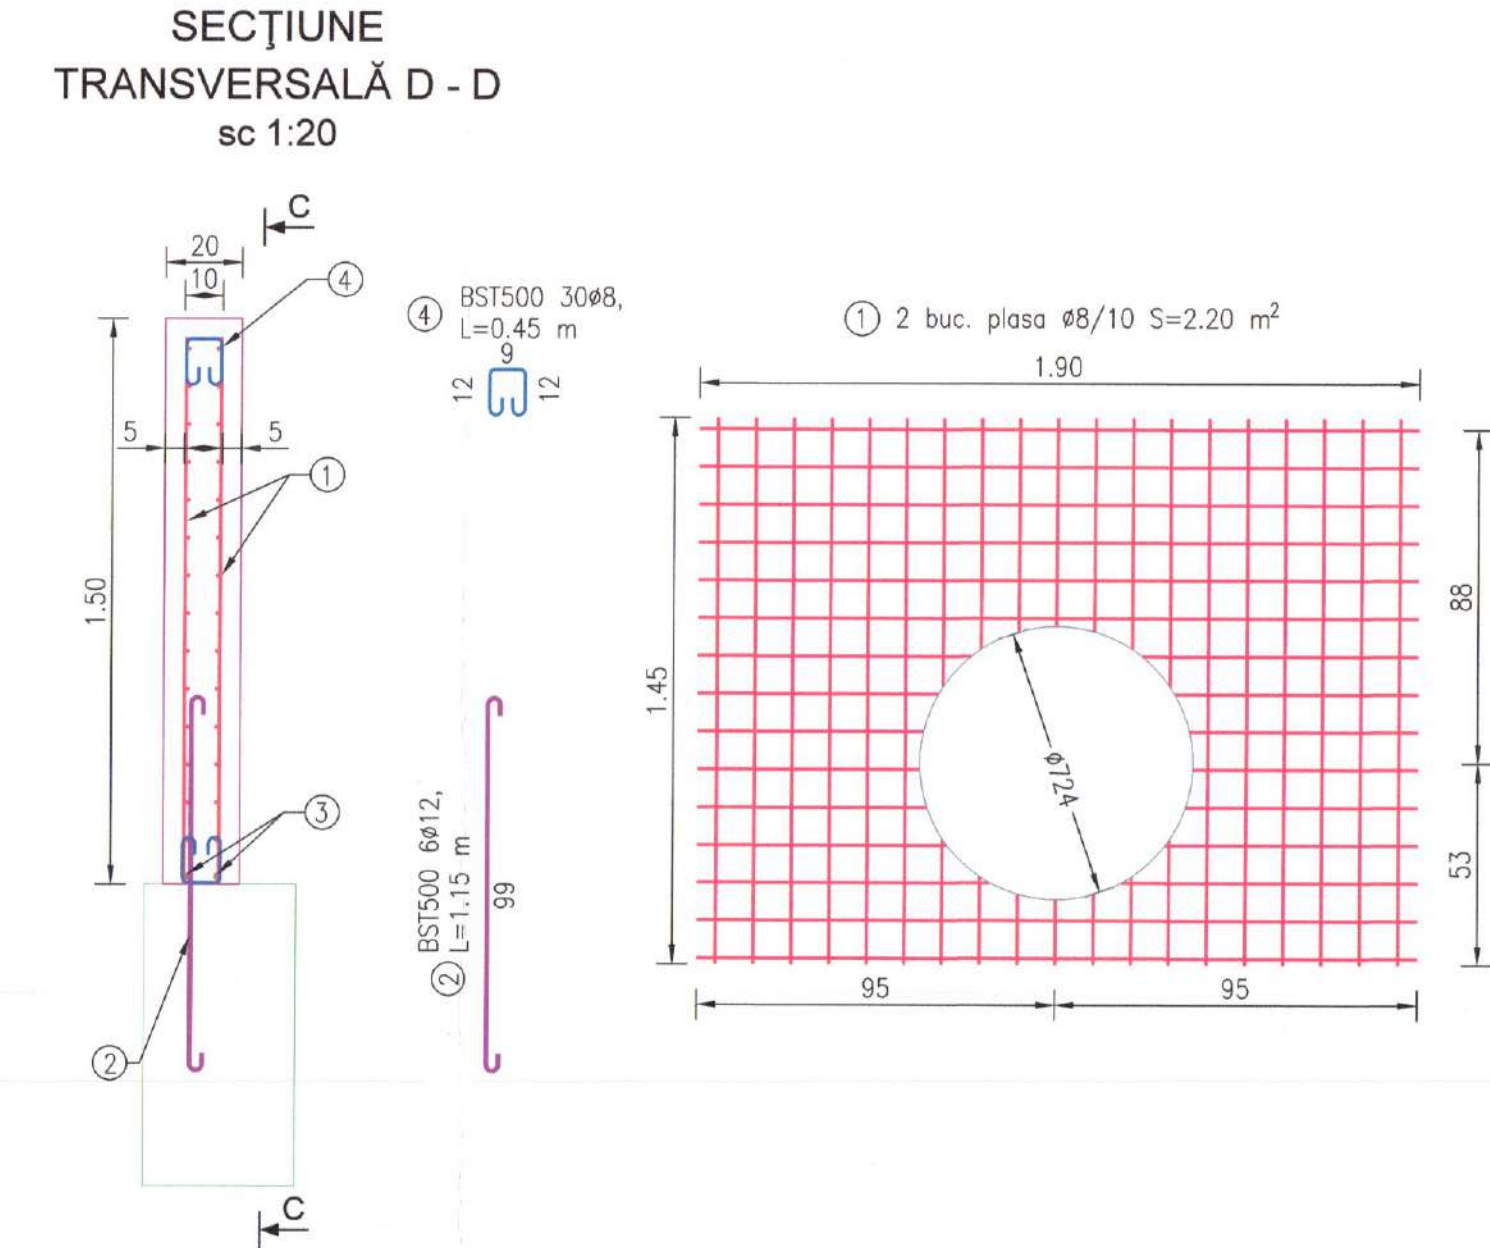 SECŢIUNE
TRANSVERSALĂ D - D
sc 1:20
C
20
10
4
4 BST500 30ø8,
L=0.45 m
9
12
12
5
5
1
1.50
3
2
BST500 6ø12,
2 L=1.15 m
99
C
1 2 buc. plasa ø8/10 S=2.20 m²
1.90
1.45
88
53
ø724
95
95